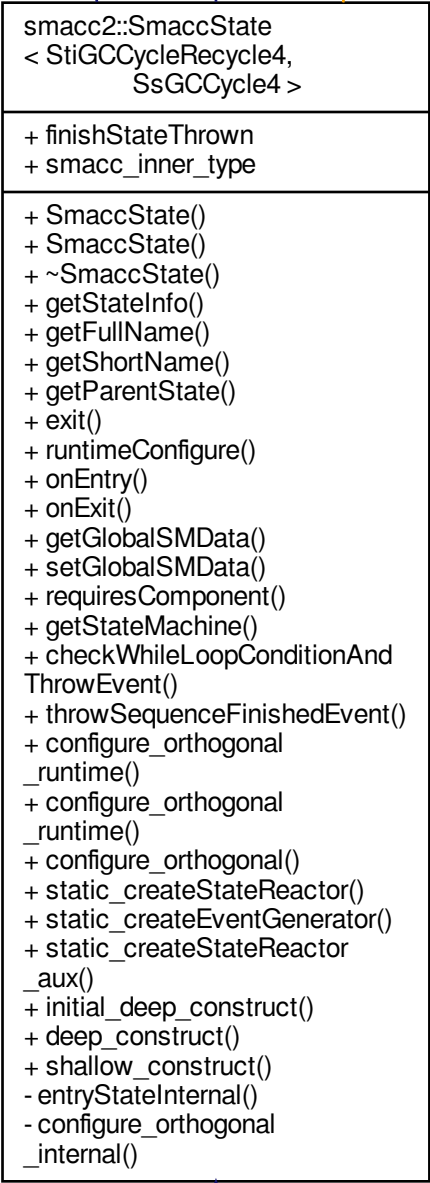 smacc2::SmaccState
< StiGCCycleRecycle4,
SsGCCycle4 >
+ finishStateThrown
+ smacc_inner_type
+ SmaccState()
+ SmaccState()
+ ~SmaccState()
+ getStateInfo()
+ getFullName()
+ getShortName()
+ getParentState()
+ exit()
+ runtimeConfigure()
+ onEntry()
+ onExit()
+ getGlobalSMData()
+ setGlobalSMData()
+ requiresComponent()
+ getStateMachine()
+ checkWhileLoopConditionAnd
ThrowEvent()
+ throwSequenceFinishedEvent()
+ configure_orthogonal
_runtime()
+ configure_orthogonal
_runtime()
+ configure_orthogonal()
+ static_createStateReactor()
+ static_createEventGenerator()
+ static_createStateReactor
_aux()
+ initial_deep_construct()
+ deep_construct()
+ shallow_construct()
- entryStateInternal()
- configure_orthogonal
_internal()